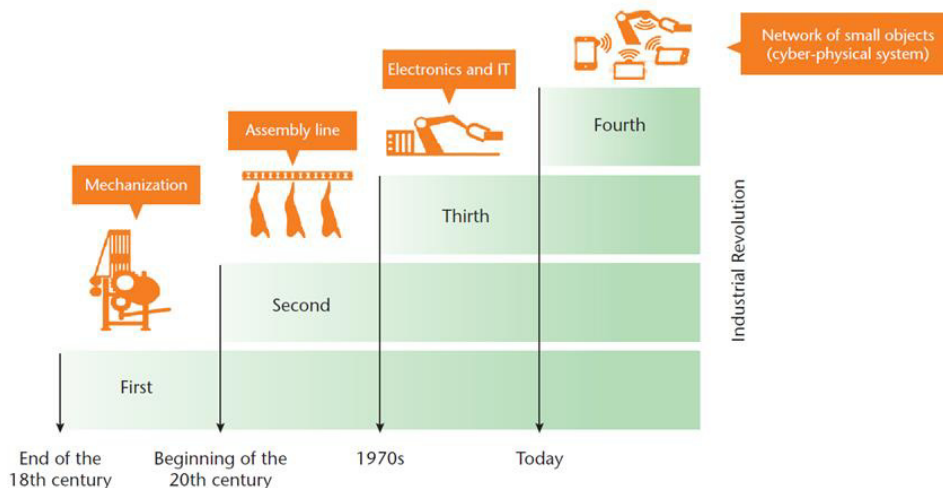 Network of small objects
(cyber-physical system)
Electronics and IT
Assembly line
Mechanization
Fourth
Thirth
Second
First
Industrial Revolution
End of the
18th century
Beginning of the
20th century
1970s
Today